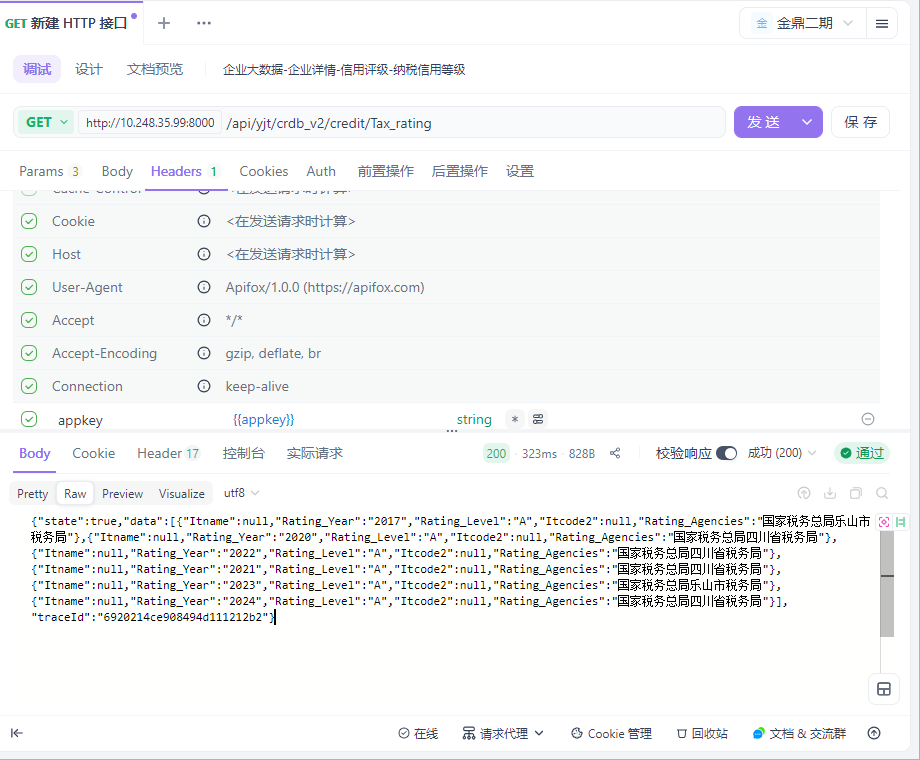 GET 新建 HTTP 接口
金 金鼎二期
调试 设计 文档预览 企业大数据-企业详情-信用评级-纳税信用等级
GET http://10.248.35.99:8000 /api/yjt/crdb_v2/credit/Tax_rating 发 送 保 存
Params 3 Body Headers 1 Cookies Auth 前置操作 后置操作 设置
Cache-Control <在发送请求时计算>
Cookie <在发送请求时计算>
Host <在发送请求时计算>
User-Agent Apifox/1.0.0 (https://apifox.com)
Accept */*
Accept-Encoding gzip, deflate, br
Connection keep-alive
appkey {{appkey}} string *
Body Cookie Header 17 控制台 实际请求 200 · 323ms · 828B 校验响应 成功 (200) 通过
Pretty Raw Preview Visualize utf8
{"state":true,"data":[{"Itname":null,"Rating_Year":"2017","Rating_Level":"A","Itcode2":null,"Rating_Agencies":"国家税务总局乐山市
税务局"},{"Itname":null,"Rating_Year":"2020","Rating_Level":"A","Itcode2":null,"Rating_Agencies":"国家税务总局四川省税务局"},
{"Itname":null,"Rating_Year":"2022","Rating_Level":"A","Itcode2":null,"Rating_Agencies":"国家税务总局四川省税务局"},
{"Itname":null,"Rating_Year":"2021","Rating_Level":"A","Itcode2":null,"Rating_Agencies":"国家税务总局四川省税务局"},
{"Itname":null,"Rating_Year":"2023","Rating_Level":"A","Itcode2":null,"Rating_Agencies":"国家税务总局乐山市税务局"},
{"Itname":null,"Rating_Year":"2024","Rating_Level":"A","Itcode2":null,"Rating_Agencies":"国家税务总局四川省税务局"}],
"traceId":"6920214ce908494d111212b2"}
在线 请求代理 Cookie 管理 回收站 文档 & 交流群